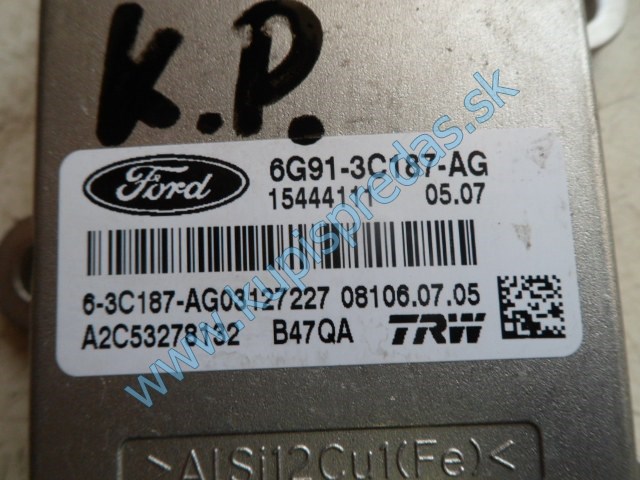 K.P.
Ford
6G91-3C187-AG
15444111 05.07
6-3C187-AG03127227 08106.07.05
A2C53278132 B47QA TRW
>AlSi12Cu1(Fe)<
www.kupispredas.sk